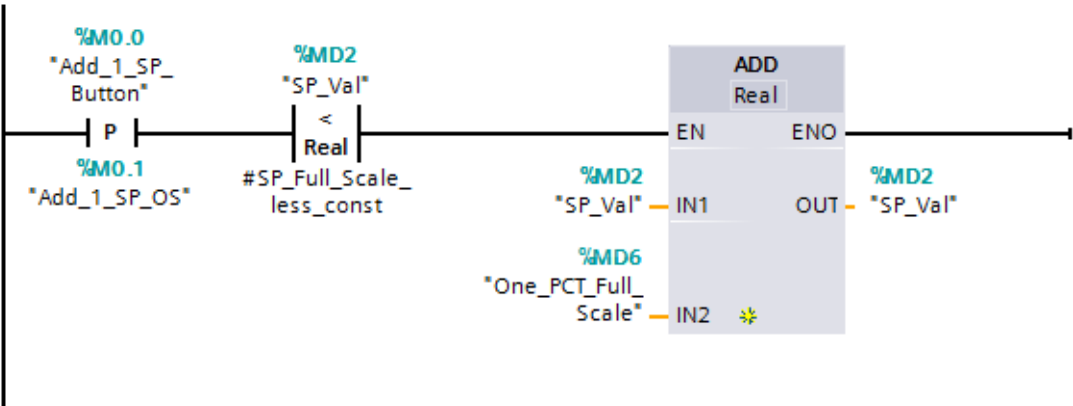 %M0.0
"Add_1_SP_
Button"
P
%M0.1
"Add_1_SP_OS"
%MD2
"SP_Val"
<
Real
#SP_Full_Scale_
less_const
ADD
Real
EN ENO
%MD2
"SP_Val" IN1
OUT %MD2
"SP_Val"
%MD6
"One_PCT_Full_
Scale" IN2